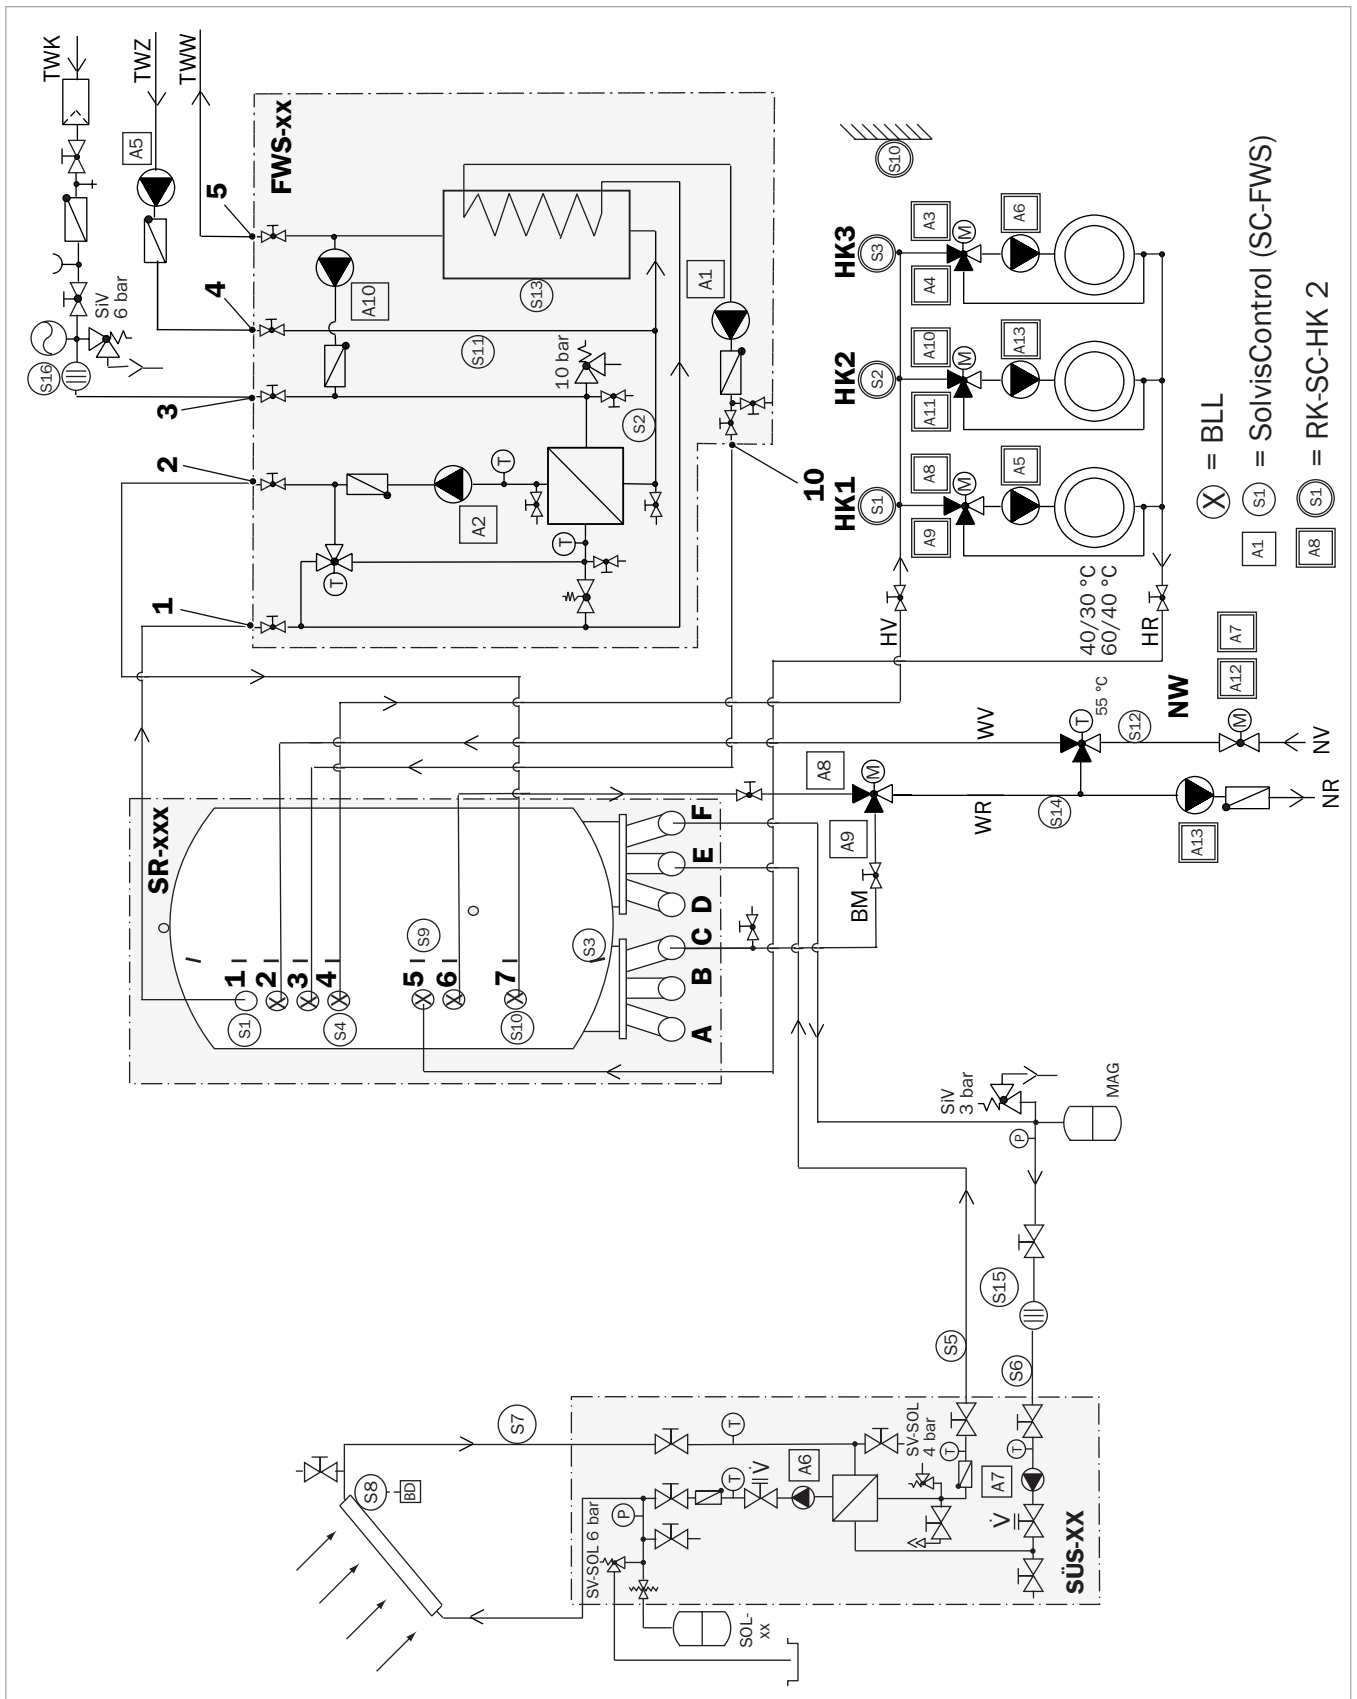 TWK
TWZ
TWW
A5
5
FWS-xx
SiV
6 bar
S16
4
3
A10
S13
S11
A1
10 bar
S2
2
T
A2
T
T
1
10
S10
HK3
S3
A3
M
A6
A4
HK2
S2
A10
M
A13
A11
HK1
S1
A8
M
A5
A9
X = BLL
A1 S1 = SolvisControl (SC-FWS)
A8 S1 = RK-SC-HK 2
HV
40/30 °C
60/40 °C
HR
NW
A12 A7
WV
T
55 °C
S12
M
NV
A8
M
WR
S14
NR
A9
A13
BM
SR-xxx
1
2
3
4
5
6
7
S9
S3
X
X
X
X
X
X
S1
S4
S10
A
B
C
D
E
F
SiV
3 bar
P
MAG
S15
S5
S6
S7
S8
BD
SV-SOL 6 bar
P
T
T
V̇
A6
SV-SOL
4 bar
T
T
A7
V̇
SÜS-XX
SOL-
xx